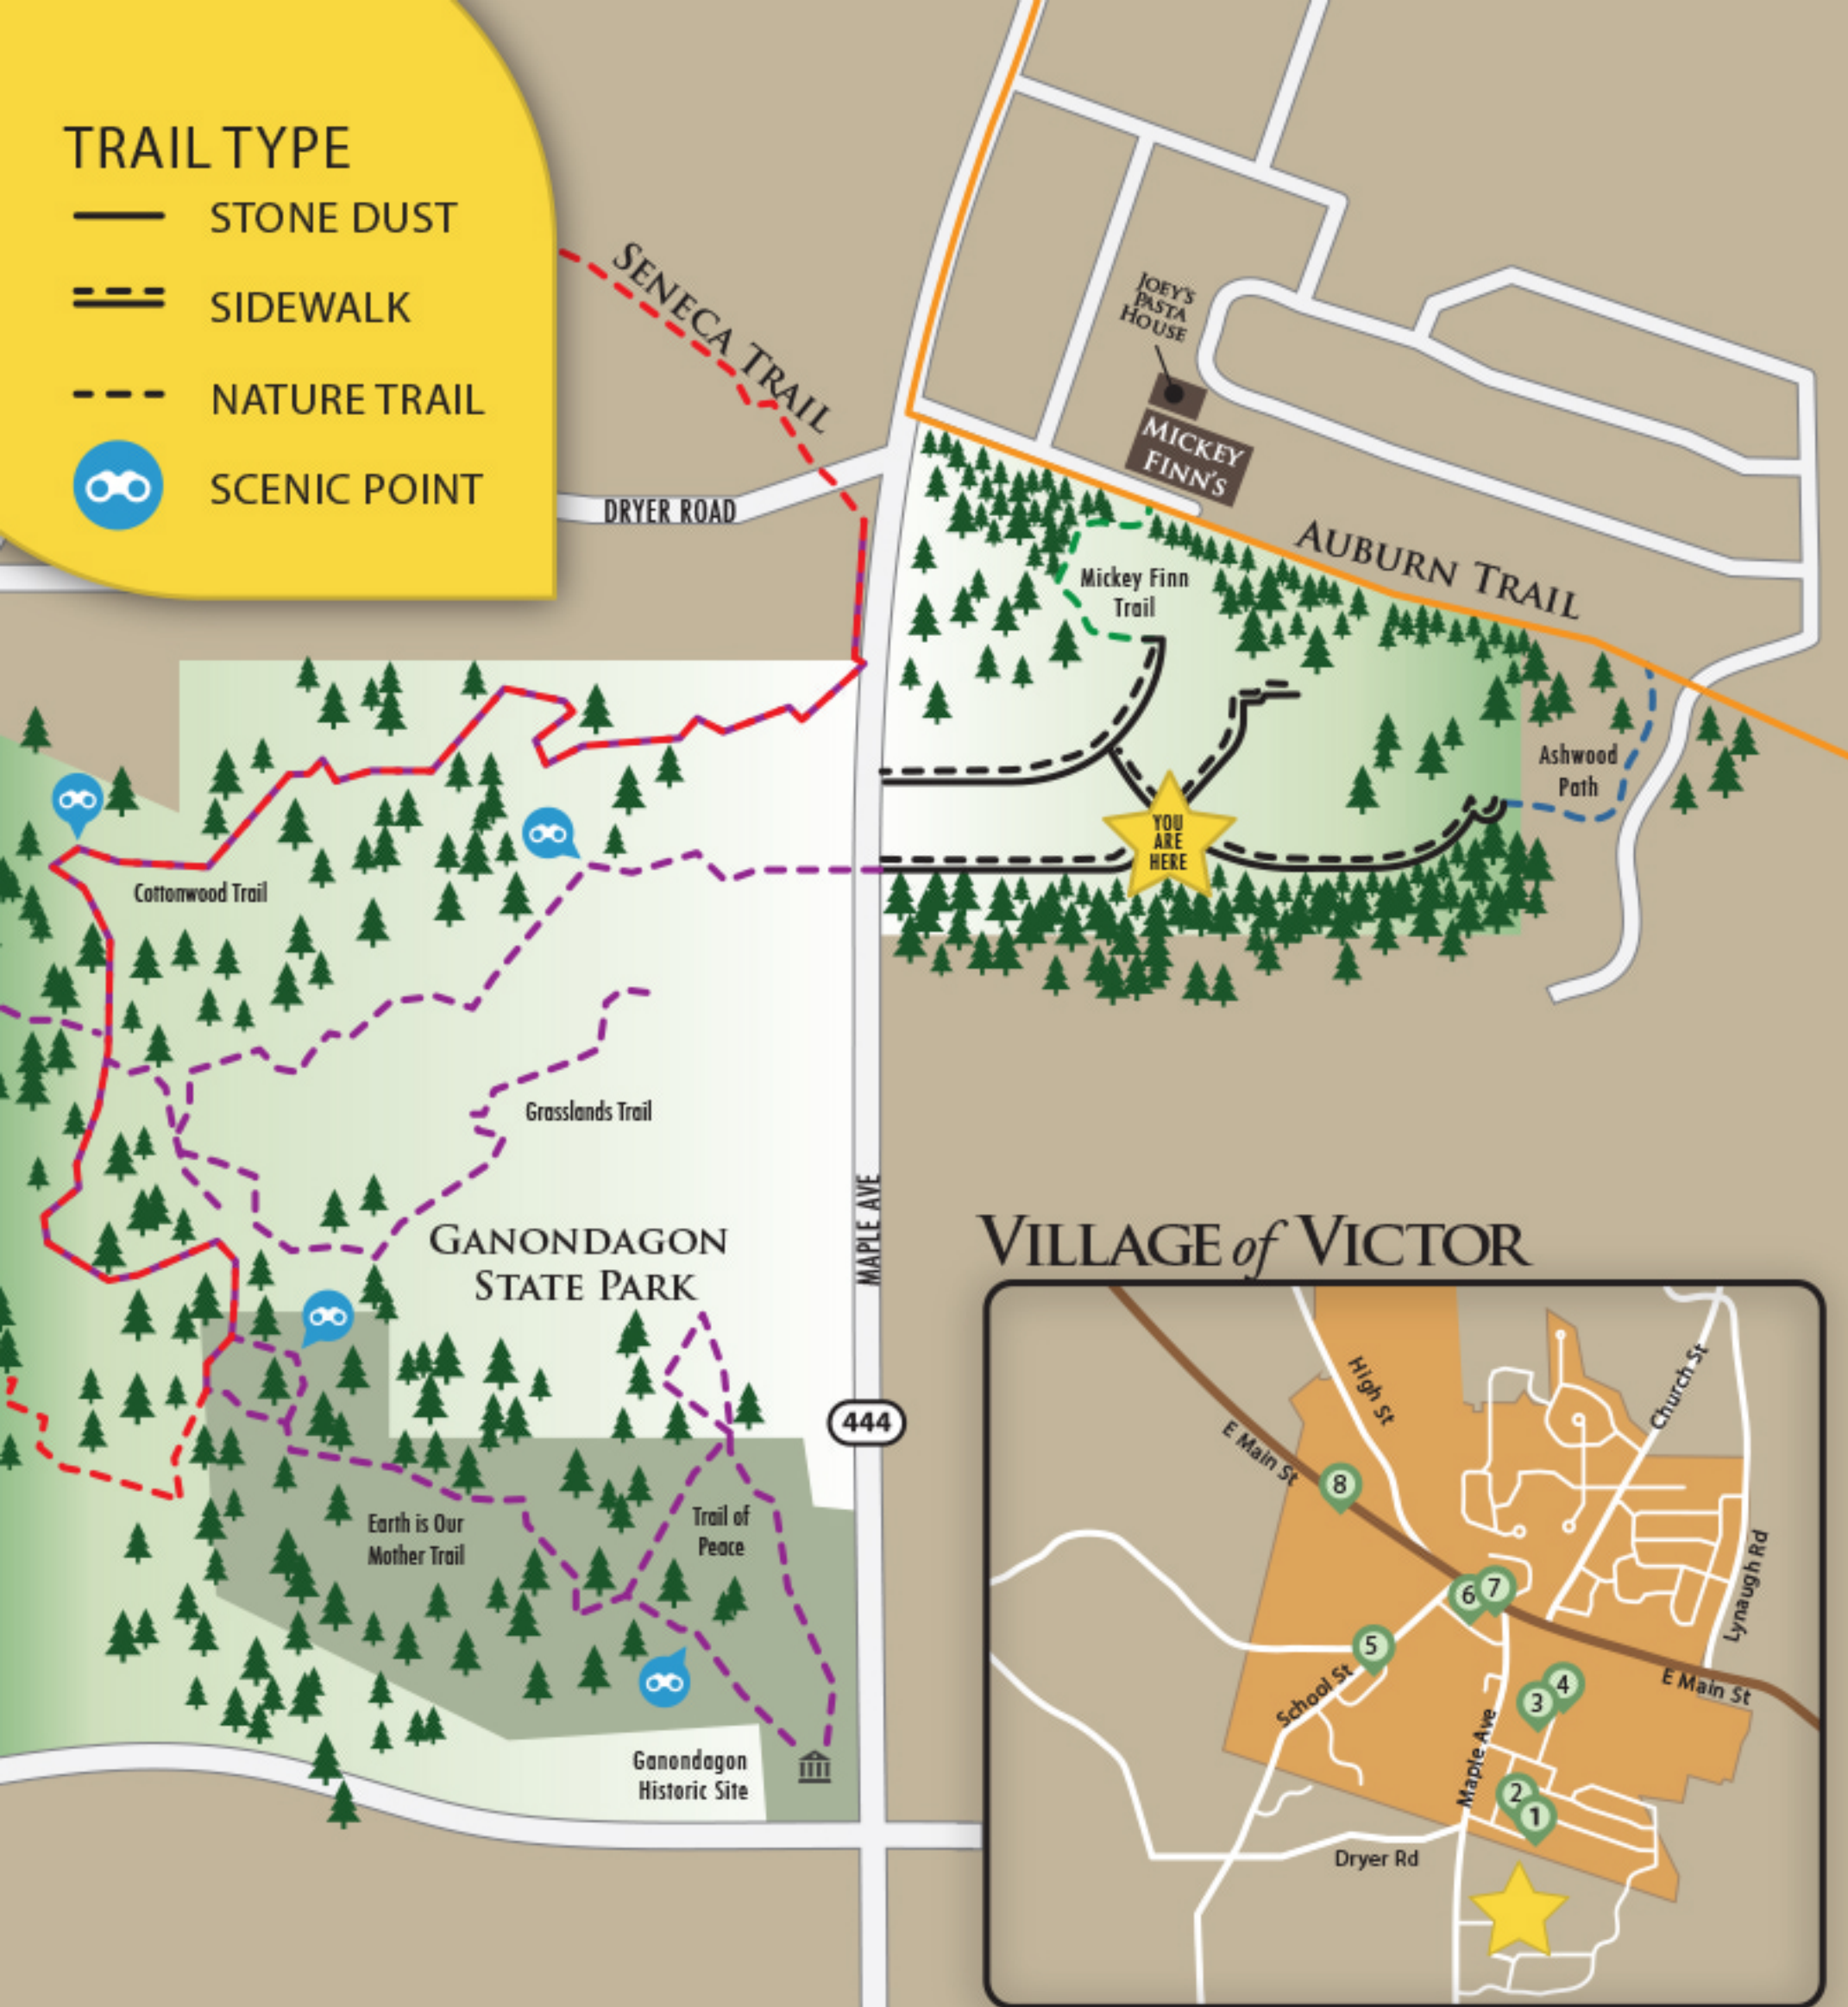 TRAIL TYPE
STONE DUST
SIDEWALK
NATURE TRAIL
SCENIC POINT
SENECA TRAIL
DRYER ROAD
JOEY'S
PASTA
HOUSE
MICKEY
FINN'S
AUBURN TRAIL
Mickey Finn
Trail
Ashwood
Path
YOU
ARE
HERE
Cottonwood Trail
Grasslands Trail
GANONDAGON
STATE PARK
MAPLE AVE
444
Earth is Our
Mother Trail
Trail of
Peace
Ganondagon
Historic Site
VILLAGE of VICTOR
High St
Church St
E Main St
8
6
7
5
School St
Lynaugh Rd
E Main St
4
3
Maple Ave
2
1
Dryer Rd